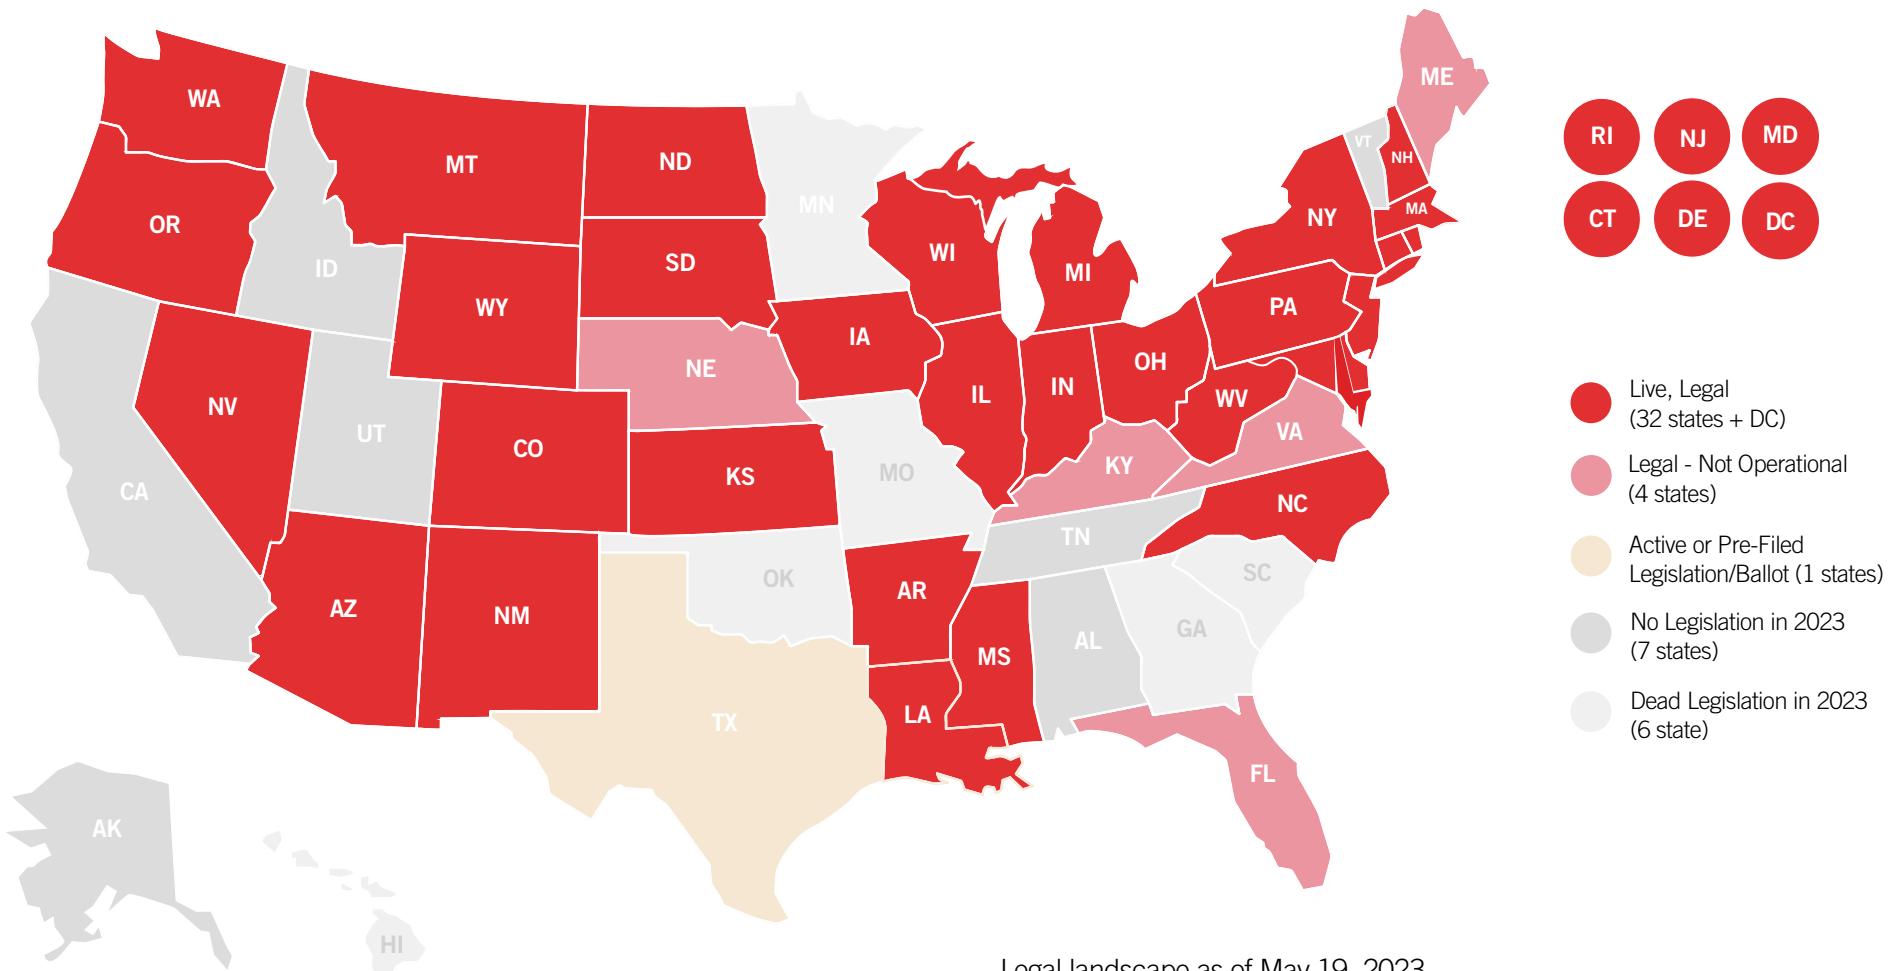 ME
WA
RI
NJ
MD
VT
NH
MT
ND
MN
OR
NY
MA
CT
DE
DC
ID
SD
WI
MI
WY
PA
IA
NE
OH
NV
IL
IN
WV
UT
CO
VA
KY
KS
MO
CA
NC
TN
OK
SC
AR
AZ
NM
GA
AL
MS
LA
TX
FL
AK
HI
Live, Legal
(32 states + DC)
Legal - Not Operational
(4 states)
Active or Pre-Filed
Legislation/Ballot (1 states)
No Legislation in 2023
(7 states)
Dead Legislation in 2023
(6 state)
Legal landscape as of May 19, 2023